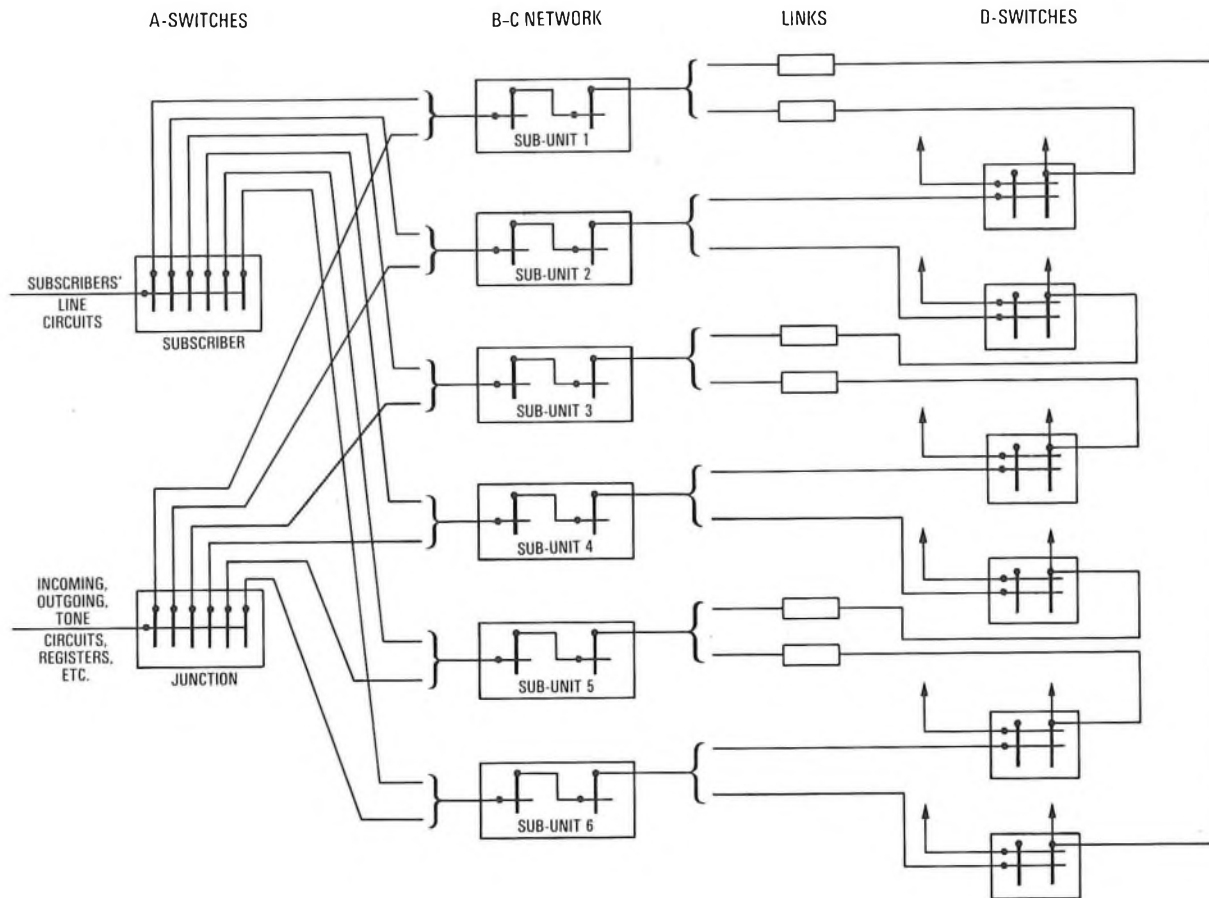 A-SWITCHES
B-C NETWORK
LINKS
D-SWITCHES
SUB-UNIT 1
SUB-UNIT 2
SUBSCRIBERS'
LINE
CIRCUITS
SUBSCRIBER
SUB-UNIT 3
SUB-UNIT 4
INCOMING,
OUTGOING,
TONE
CIRCUITS,
REGISTERS,
ETC.
JUNCTION
SUB-UNIT 5
SUB-UNIT 6